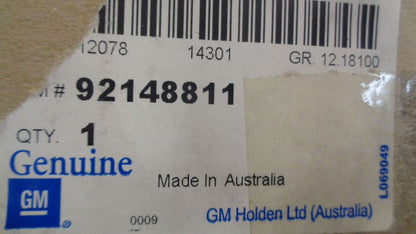 12078 14301 GR. 12.18100
M # 92148811
QTY. 1
Genuine
GM ®
Made In Australia
0009
GM Holden Ltd (Australia)
L069049